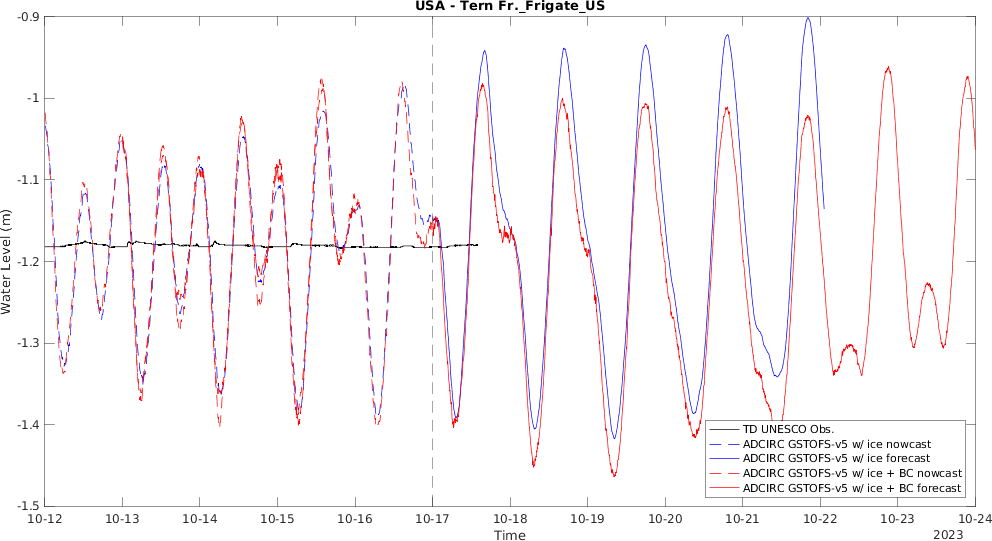 USA - Tern Fr._Frigate_US
-0.9
-1
-1.1
-1.2
-1.3
-1.4
-1.5
Water Level (m)
TD UNESCO Obs.
ADCIRC GSTOFS-v5 w/ ice nowcast
ADCIRC GSTOFS-v5 w/ ice forecast
ADCIRC GSTOFS-v5 w/ ice + BC nowcast
ADCIRC GSTOFS-v5 w/ ice + BC forecast
10-12 10-13 10-14 10-15 10-16 10-17 10-18 10-19 10-20 10-21 10-22 10-23 10-24
Time
2023